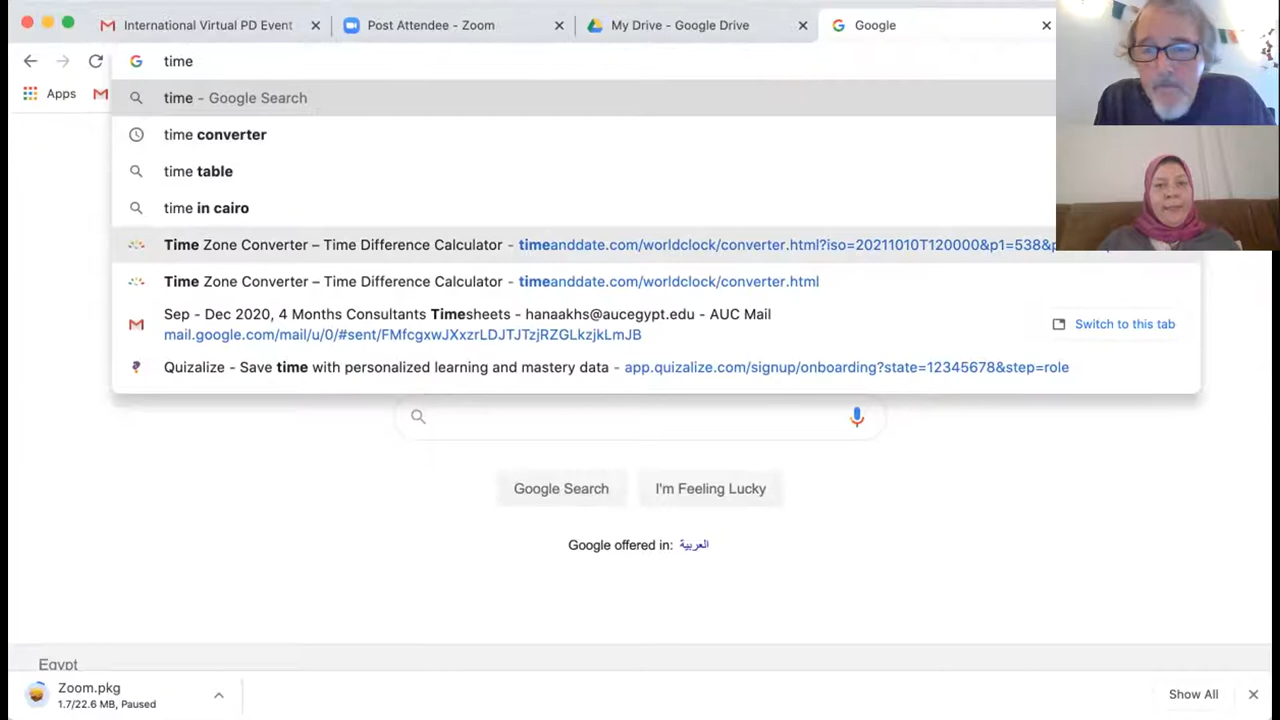 International Virtual PD Event
Post Attendee - Zoom
My Drive - Google Drive
Google
time
Apps
time - Google Search
time converter
time table
time in cairo
Time Zone Converter – Time Difference Calculator - timeanddate.com/worldclock/converter.html?iso=20211010T120000&p1=538&p
Time Zone Converter – Time Difference Calculator - timeanddate.com/worldclock/converter.html
Sep - Dec 2020, 4 Months Consultants Timesheets - hanaakhs@aucegypt.edu - AUC Mail
mail.google.com/mail/u/0/#sent/FMfcgxwJXxzrLDJTJTzjRZGLkzjkLmJB
Switch to this tab
Quizalize - Save time with personalized learning and mastery data - app.quizalize.com/signup/onboarding?state=12345678&step=role
Google Search
I'm Feeling Lucky
Google offered in: العربية
Egypt
Zoom.pkg
1.7/22.6 MB, Paused
Show All